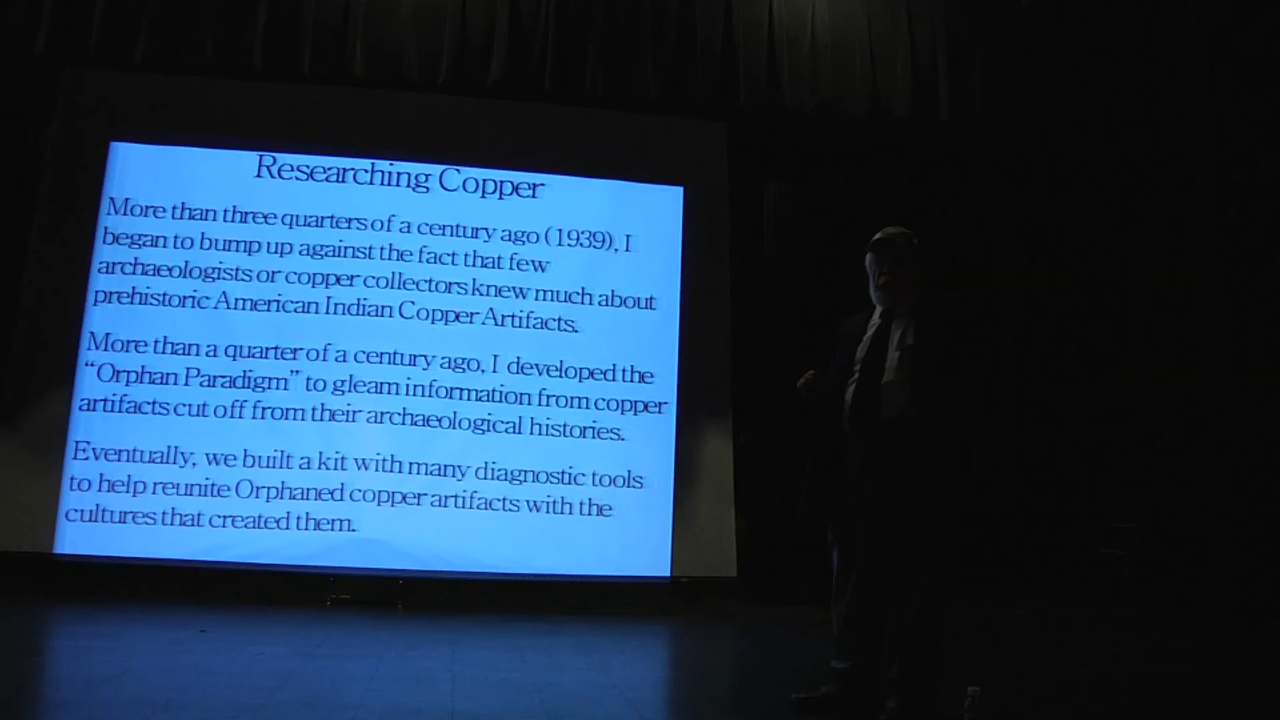 Researching Copper
More than three quarters of a century ago (1939), I
began to bump up against the fact that few
archaeologists or copper collectors knew much about
prehistoric American Indian Copper Artifacts.
More than a quarter of a century ago, I developed the
“Orphan Paradigm” to gleam information from copper
artifacts cut off from their archaeological histories.
Eventually, we built a kit with many diagnostic tools
to help reunite Orphaned copper artifacts with the
cultures that created them.